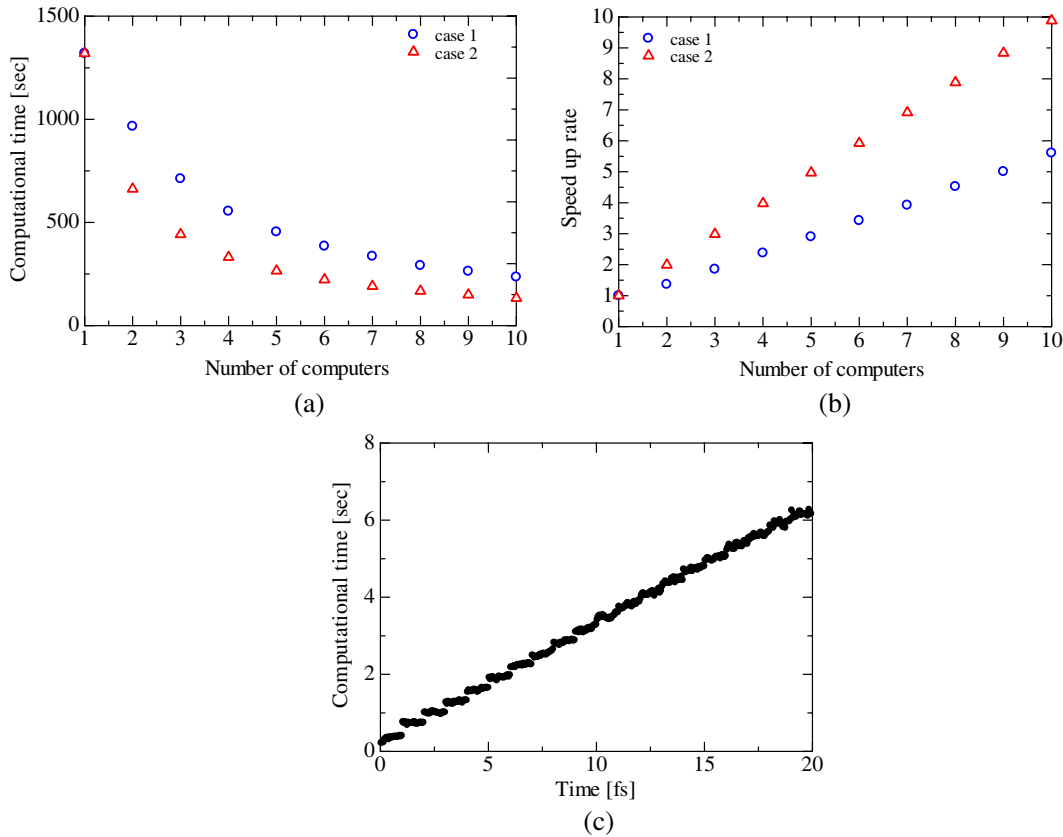 1500
1000
500
0
Computational time [sec]
case 1
case 2
1 2 3 4 5 6 7 8 9 10
Number of computers
(a)
10
9
8
7
6
5
4
3
2
1
0
Speed up rate
case 1
case 2
1 2 3 4 5 6 7 8 9 10
Number of computers
(b)
8
6
4
2
0
Computational time [sec]
0 5 10 15 20
Time [fs]
(c)